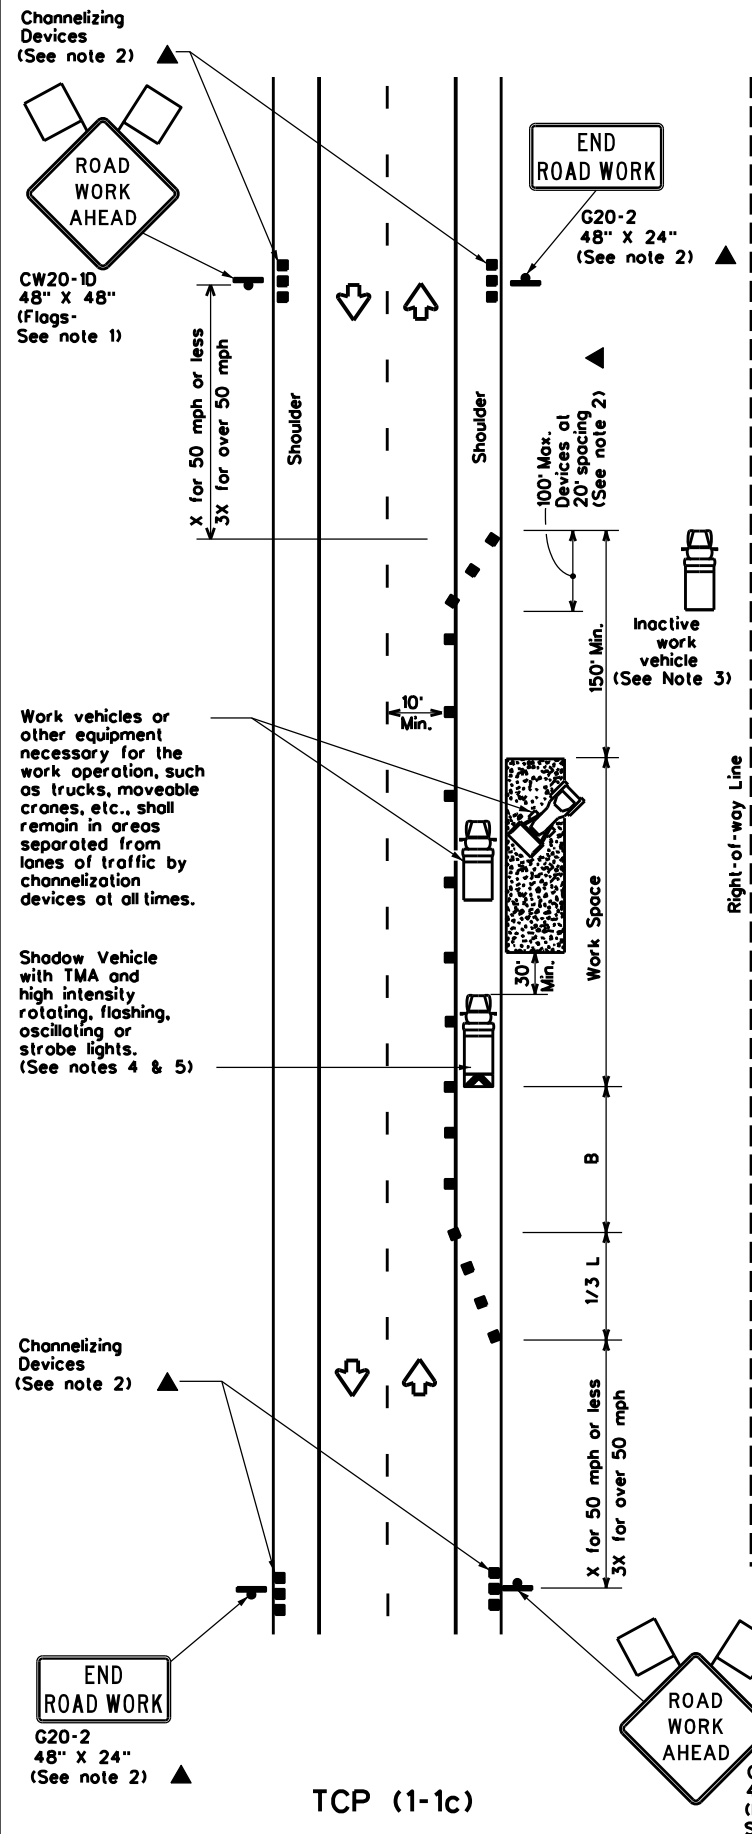 Channelizing
Devices
(See note 2)
ROAD
WORK
AHEAD
CW20-1D
48" X 48"
(Flags-
See note 1)
END
ROAD WORK
G20-2
48" X 24"
(See note 2)
X for 50 mph or less
3X for over 50 mph
Shoulder
Shoulder
100' Max.
Devices at
20' spacing
(See note 2)
150' Min.
Inactive
work
vehicle
(See Note 3)
10'
Min.
Work vehicles or
other equipment
necessary for the
work operation, such
as trucks, moveable
cranes, etc., shall
remain in areas
separated from
lanes of traffic by
channelization
devices at all times.
Right-of-way Line
Work Space
30'
Min.
Shadow Vehicle
with TMA and
high intensity
rotating, flashing,
oscillating or
strobe lights.
(See notes 4 & 5)
B
1/3 L
Channelizing
Devices
(See note 2)
X for 50 mph or less
3X for over 50 mph
END
ROAD WORK
G20-2
48" X 24"
(See note 2)
ROAD
WORK
AHEAD
TCP (1-1c)